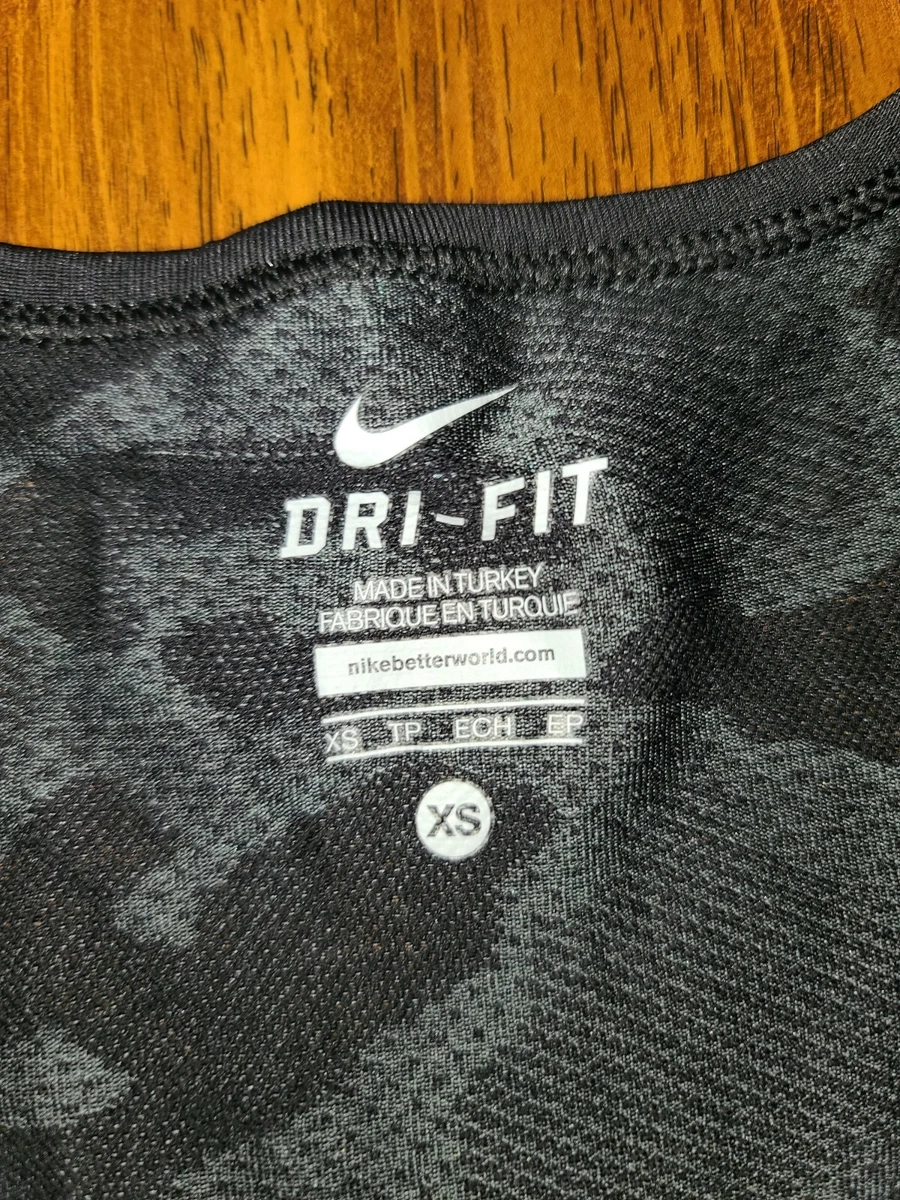 DRI-FIT
MADE IN TURKEY
FABRIQUE EN TURQUIE
nikebetterworld.com
XS TP ECH EP
XS